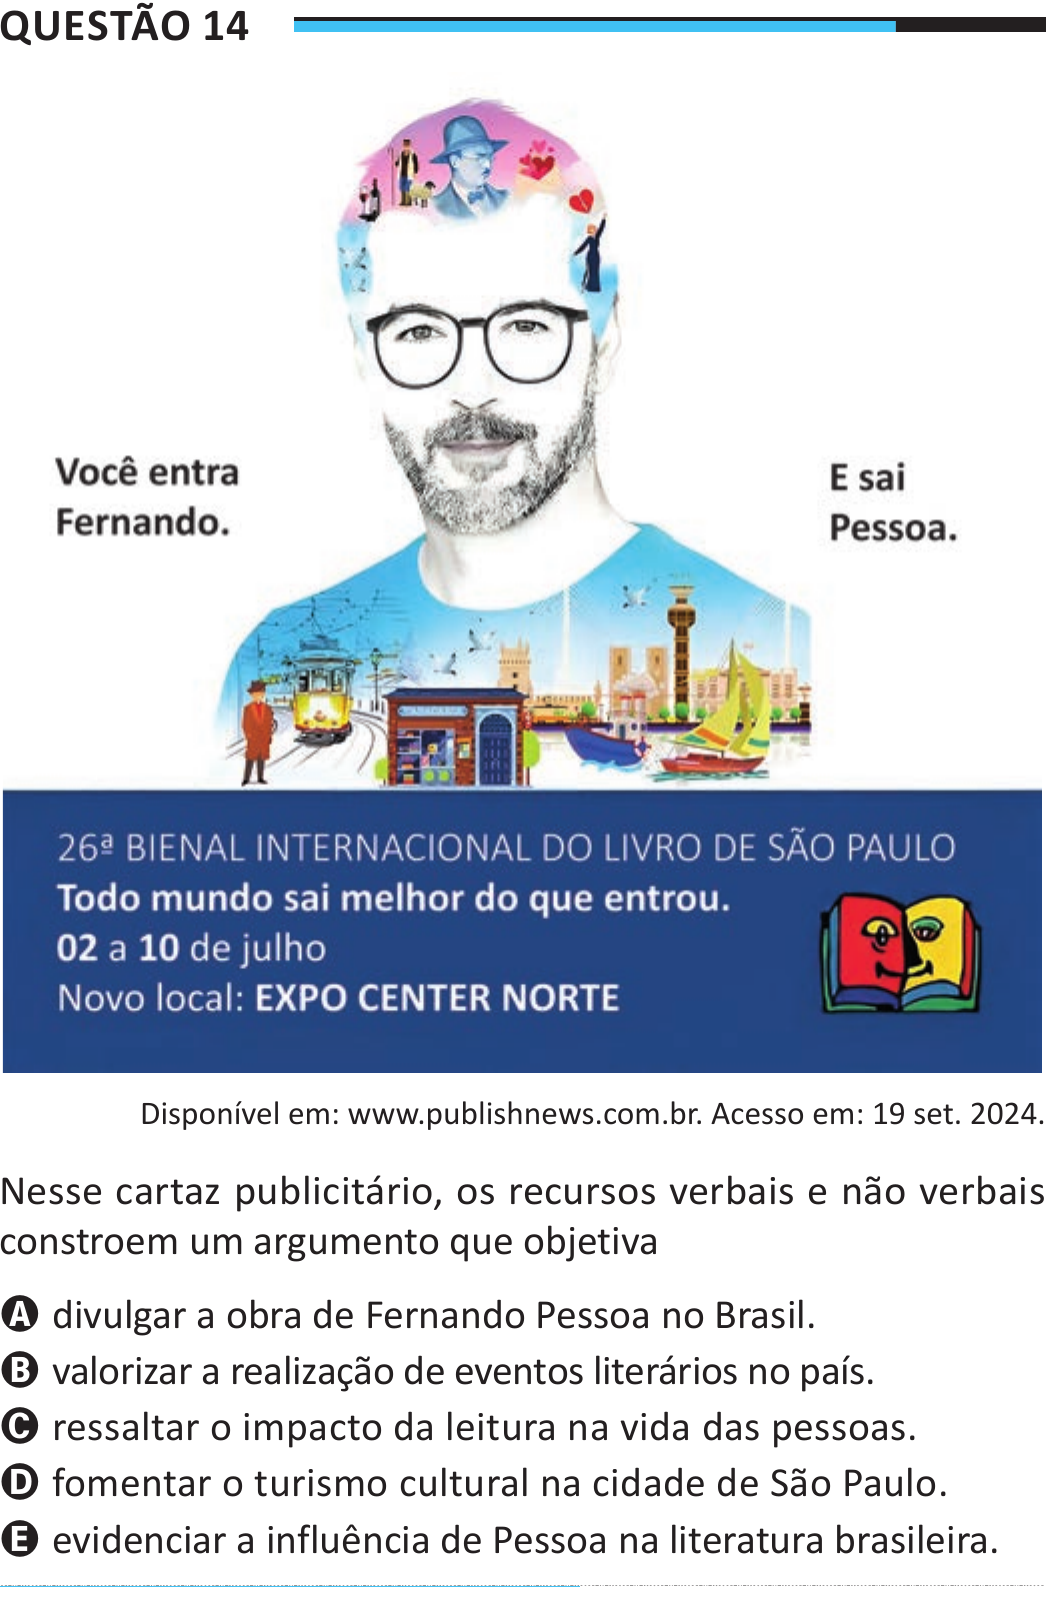 QUESTÃO 14
Você entra
Fernando.
E sai
Pessoa.
26ª BIENAL INTERNACIONAL DO LIVRO DE SÃO PAULO
Todo mundo sai melhor do que entrou.
02 a 10 de julho
Novo local: EXPO CENTER NORTE
Disponível em: www.publishnews.com.br. Acesso em: 19 set. 2024.
Nesse cartaz publicitário, os recursos verbais e não verbais
constroem um argumento que objetiva
A divulgar a obra de Fernando Pessoa no Brasil.
B valorizar a realização de eventos literários no país.
C ressaltar o impacto da leitura na vida das pessoas.
D fomentar o turismo cultural na cidade de São Paulo.
E evidenciar a influência de Pessoa na literatura brasileira.